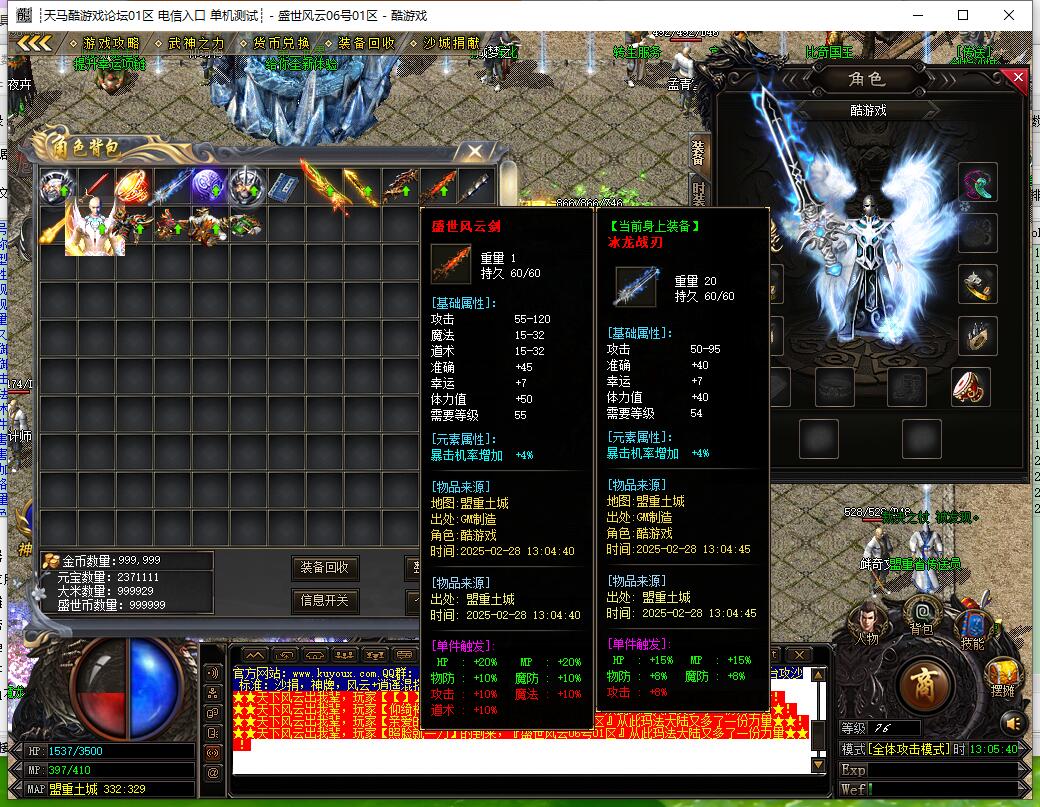 天马酷游戏论坛01区 电信入口 单机测试 - 盛世风云06号01区 - 酷游戏
游戏攻略
武神之力
货币兑换
装备回收
沙城捐献
转生服务
比奇国王
[传送]
角色
酷游戏
角色背包
装备
时装
866/866/746
盛世风云剑
重量 1
持久 60/60
[基础属性]:
攻击 55-120
魔法 15-32
道术 15-32
准确 +45
幸运 +7
体力值 +50
需要等级 55
[元素属性]:
暴击机率增加 +4%
[物品来源]
地图:盟重土城
出处:GM制造
角色:酷游戏
时间:2025-02-28 13:04:40
[物品来源]
出处: 盟重土城
时间: 2025-02-28 13:04:40
[单件触发]:
HP : +20% MP : +20%
物防 : +10% 魔防 : +10%
攻击 : +10% 魔法 : +10%
道术 : +10%
【当前身上装备】
冰龙战刃
重量 20
持久 60/60
[基础属性]:
攻击 50-95
准确 +40
幸运 +7
体力值 +40
需要等级 54
[元素属性]:
暴击机率增加 +4%
[物品来源]
地图:盟重土城
出处:GM制造
角色:酷游戏
时间:2025-02-28 13:04:45
[物品来源]
出处: 盟重土城
时间: 2025-02-28 13:04:45
[单件触发]:
HP : +15% MP : +15%
物防 : +8% 魔防 : +8%
攻击 : +8%
金币数量:999,999
元宝数量: 2371111
大米数量: 999929
盛世币数量: 999999
装备回收
信息开关
盟重省传送员
人物
背包
技能
商
摆摊
官方网站: www.kuyoux.com QQ群:
HP: 1537/3500
MP: 397/410
MAP 盟重土城 332:329
等级 76
模式[全体攻击模式] 时 13:05:40
Exp
Wef